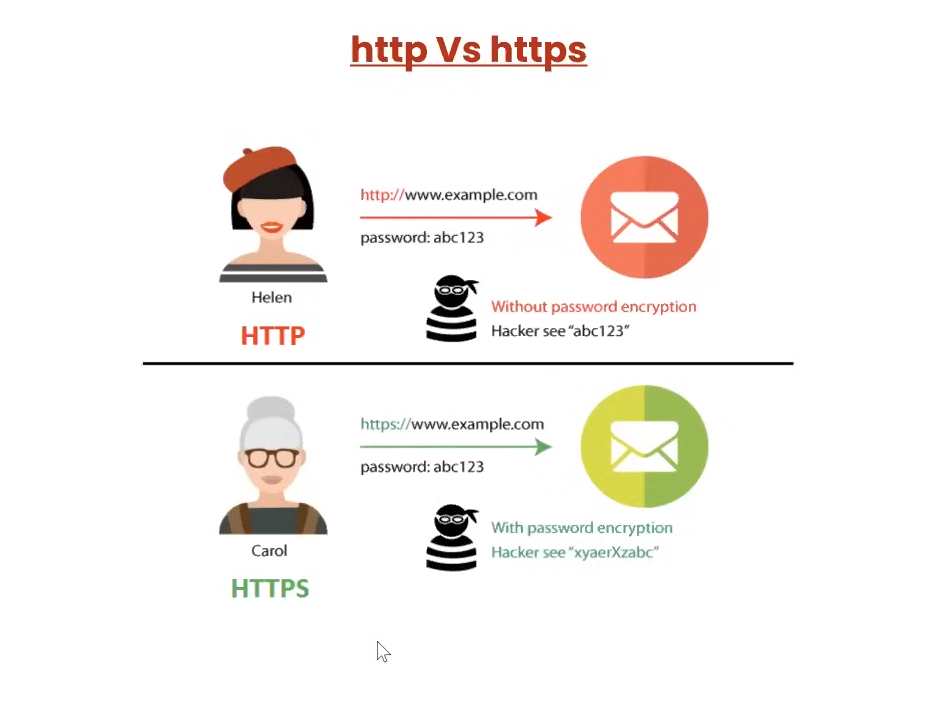 http Vs https
http://www.example.com
password: abc123
Helen
HTTP
Without password encryption
Hacker see “abc123”
https://www.example.com
password: abc123
With password encryption
Hacker see “xyaerXzabc”
Carol
HTTPS